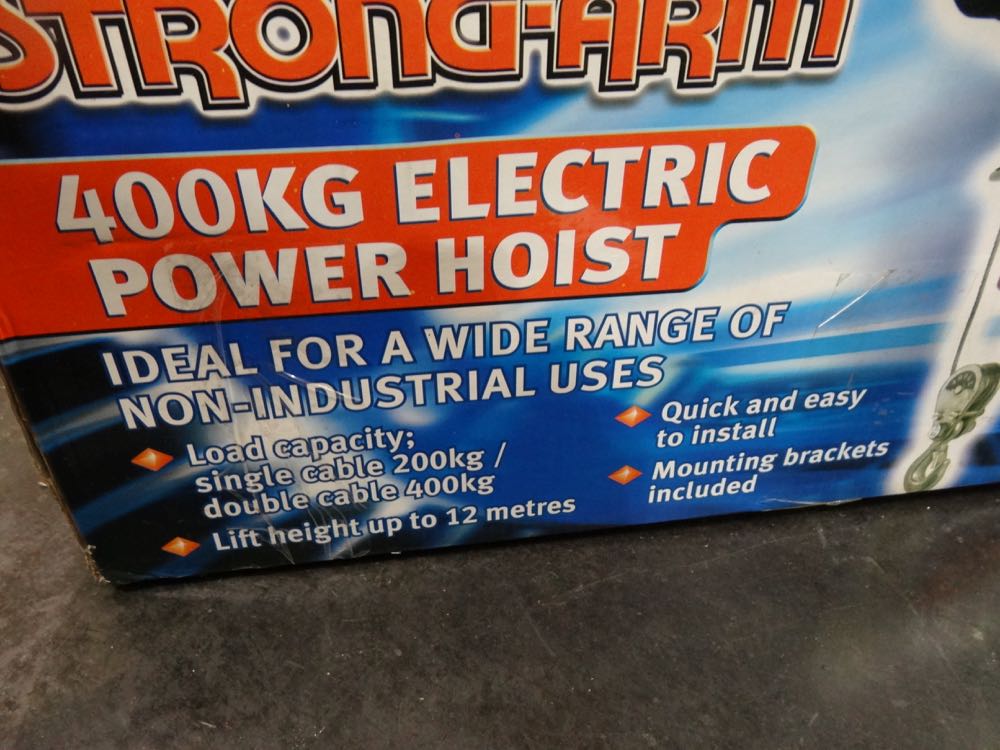 STRONG-ARM
400KG ELECTRIC
POWER HOIST
IDEAL FOR A WIDE RANGE OF
NON-INDUSTRIAL USES
Load capacity;
single cable 200kg /
double cable 400kg
Lift height up to 12 metres
Quick and easy
to install
Mounting brackets
included